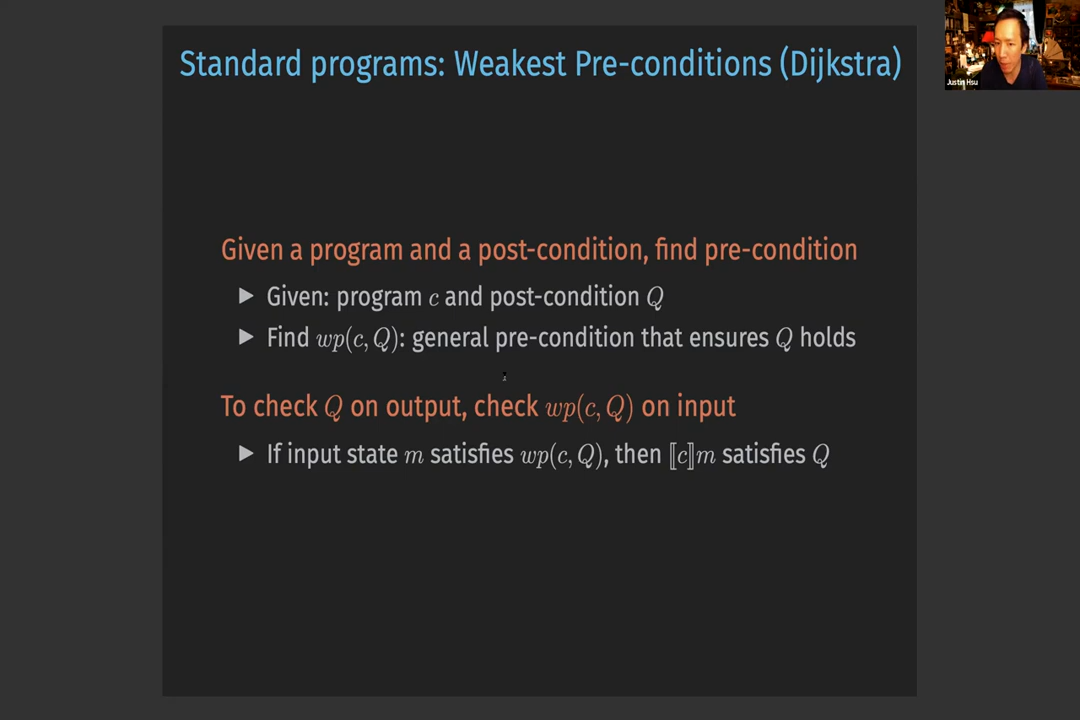 Standard programs: Weakest Pre-conditions (Dijkstra)
Justin Hsu
Given a program and a post-condition, find pre-condition
▶ Given: program c and post-condition Q
▶ Find wp(c, Q): general pre-condition that ensures Q holds
To check Q on output, check wp(c, Q) on input
▶ If input state m satisfies wp(c, Q), then ⟦c⟧m satisfies Q